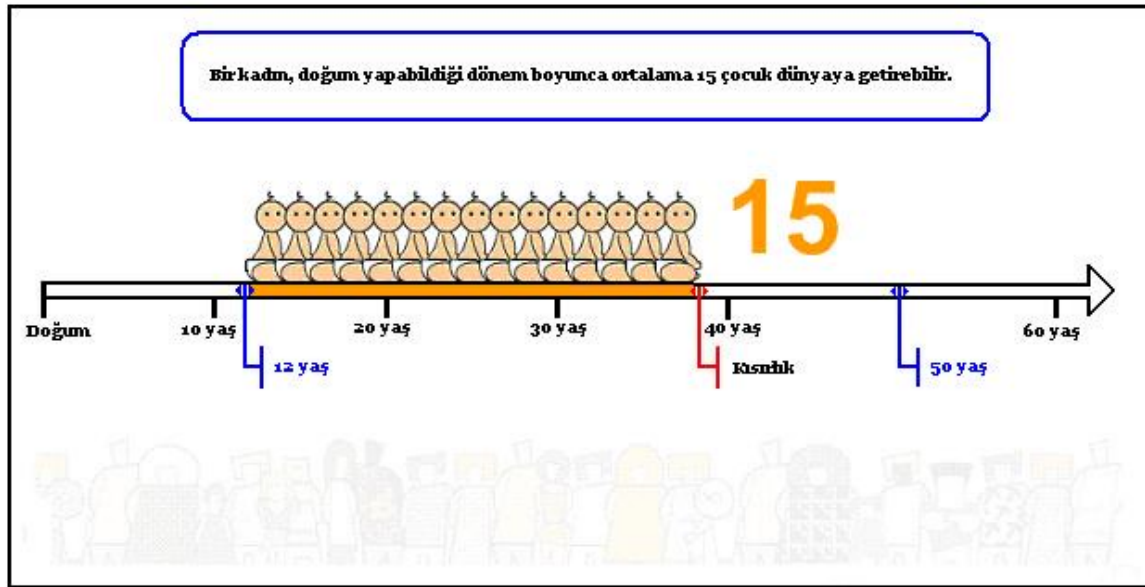 Bir kadın, doğum yapabildiği dönem boyunca ortalama 15 çocuk dünyaya getirebilir.
15
Doğum
10 yaş
20 yaş
30 yaş
40 yaş
60 yaş
12 yaş
Kısırlık
50 yaş